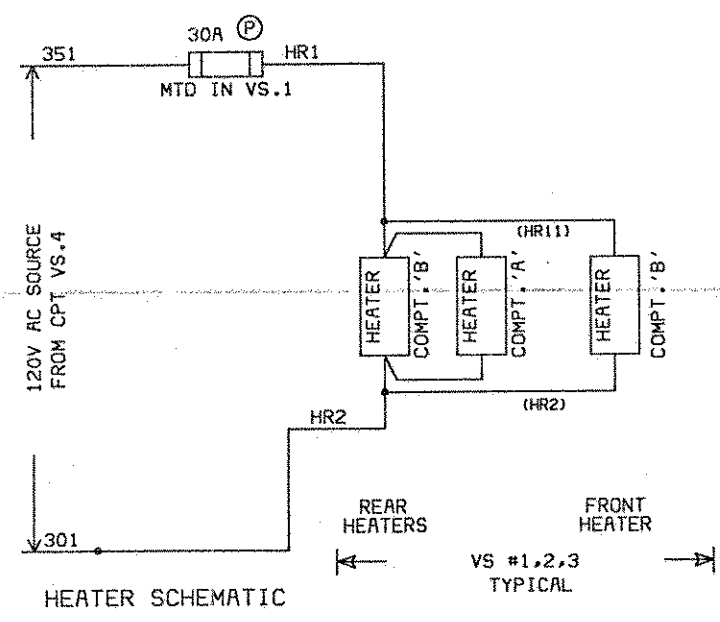 30A P
351
HR1
MTD IN VS.1
120V AC SOURCE
FROM CPT VS.4
(HR11)
HEATER
COMPT.'B'
HEATER
COMPT.'A'
HEATER
COMPT.'B'
(HR2)
HR2
REAR
HEATERS
FRONT
HEATER
301
VS #1,2,3
TYPICAL
HEATER SCHEMATIC